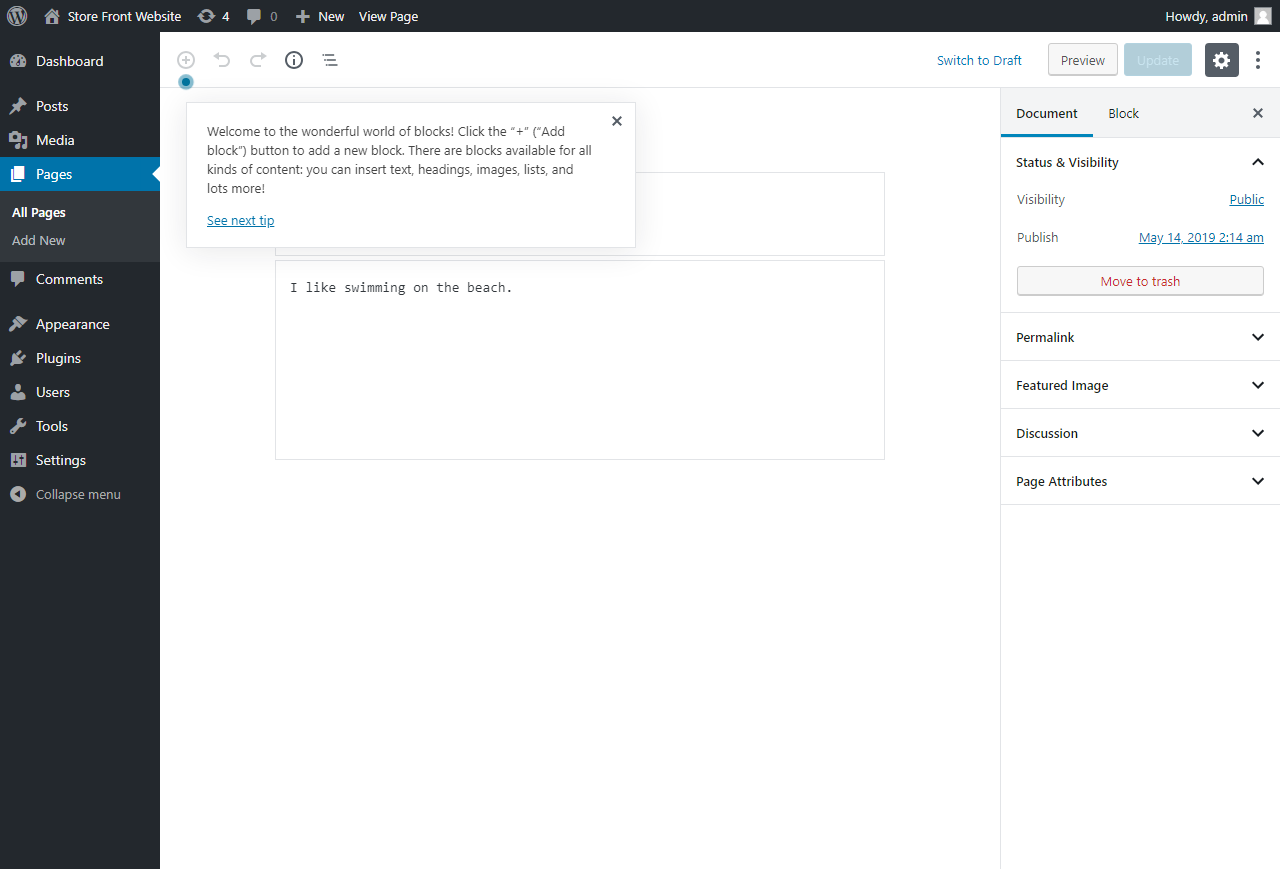 Store Front Website 4 0 New View Page Howdy, admin
Dashboard
Posts
Media
Pages
All Pages
Add New
Comments
Appearance
Plugins
Users
Tools
Settings
Collapse menu
Switch to Draft Preview Update
Welcome to the wonderful world of blocks! Click the “+” (“Add
block”) button to add a new block. There are blocks available for all
kinds of content: you can insert text, headings, images, lists, and
lots more!
See next tip
I like swimming on the beach.
Document Block
Status & Visibility
Visibility Public
Publish May 14, 2019 2:14 am
Move to trash
Permalink
Featured Image
Discussion
Page Attributes